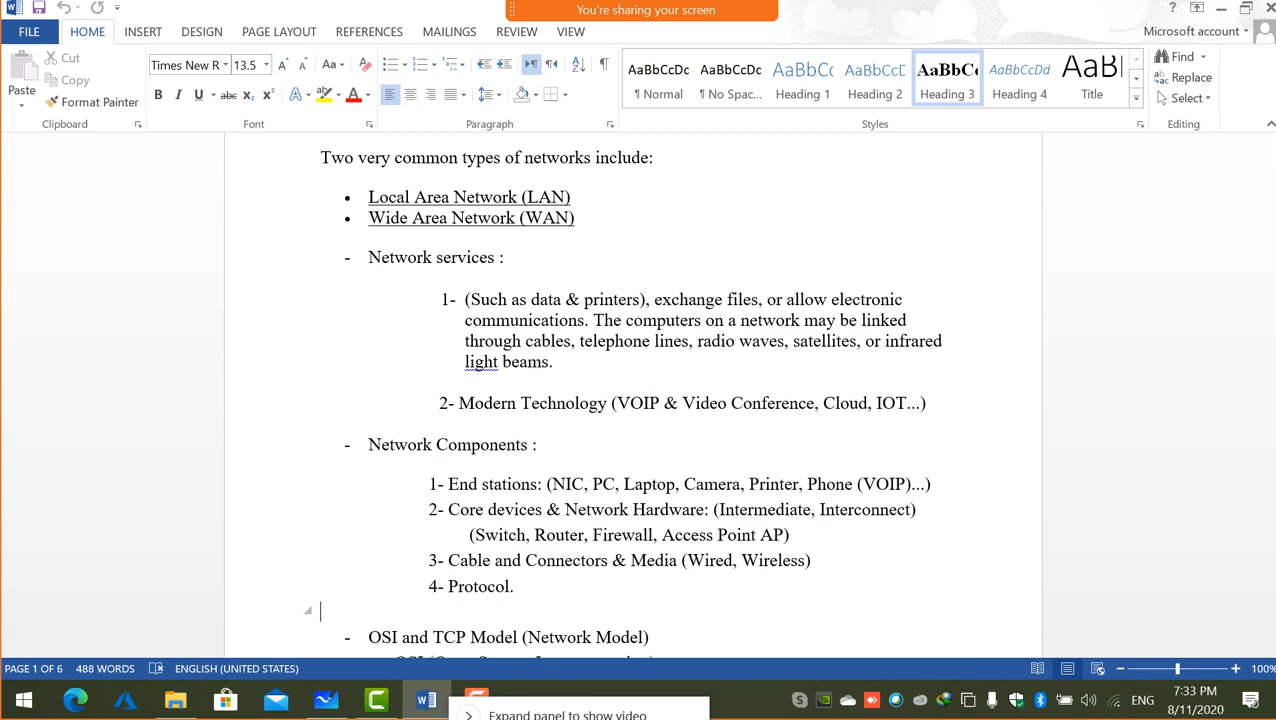 You're sharing your screen
?
FILE HOME INSERT DESIGN PAGE LAYOUT REFERENCES MAILINGS REVIEW VIEW Microsoft account
Paste
Cut
Copy
Format Painter
Times New R 13.5
AaBbCcDc AaBbCcDc AaBbCc AaBbCcD AaBbCc AaBbCcDd AaBb
¶ Normal ¶ No Spac... Heading 1 Heading 2 Heading 3 Heading 4 Title
Find
Replace
Select
Clipboard Font Paragraph Styles Editing
Two very common types of networks include:
• Local Area Network (LAN)
• Wide Area Network (WAN)
- Network services :
1- (Such as data & printers), exchange files, or allow electronic
communications. The computers on a network may be linked
through cables, telephone lines, radio waves, satellites, or infrared
light beams.
2- Modern Technology (VOIP & Video Conference, Cloud, IOT...)
- Network Components :
1- End stations: (NIC, PC, Laptop, Camera, Printer, Phone (VOIP)...)
2- Core devices & Network Hardware: (Intermediate, Interconnect)
(Switch, Router, Firewall, Access Point AP)
3- Cable and Connectors & Media (Wired, Wireless)
4- Protocol.
- OSI and TCP Model (Network Model)
PAGE 1 OF 6 488 WORDS ENGLISH (UNITED STATES) 100%
Expand panel to show video
ENG
7:33 PM
8/11/2020